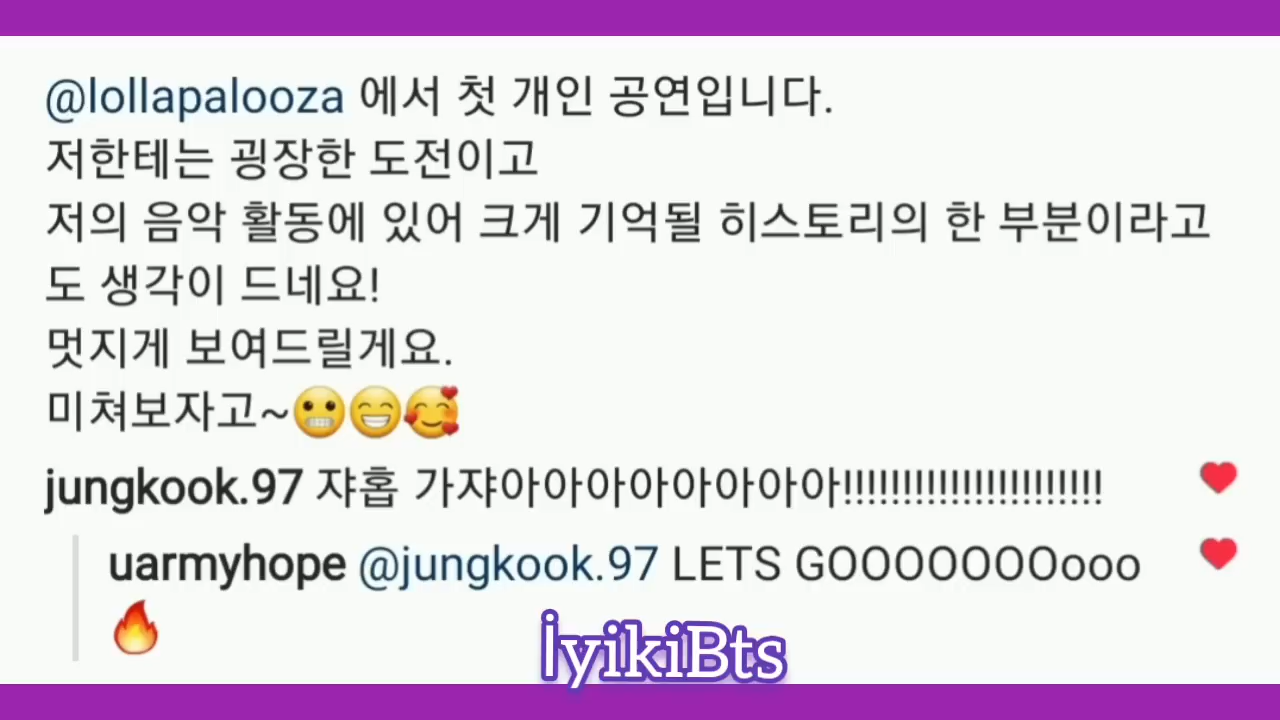 @lollapalooza 에서 첫 개인 공연입니다.
저한테는 굉장한 도전이고
저의 음악 활동에 있어 크게 기억될 히스토리의 한 부분이라고
도 생각이 드네요!
멋지게 보여드릴게요.
미쳐보자고~😬😁🥰
jungkook.97 쟈홉 가쟈아아아아아아아아!!!!!!!!!!!!!!!!!!!!!!
uarmyhope @jungkook.97 LETS GOOOOOOOooo
🔥
İyikiBts